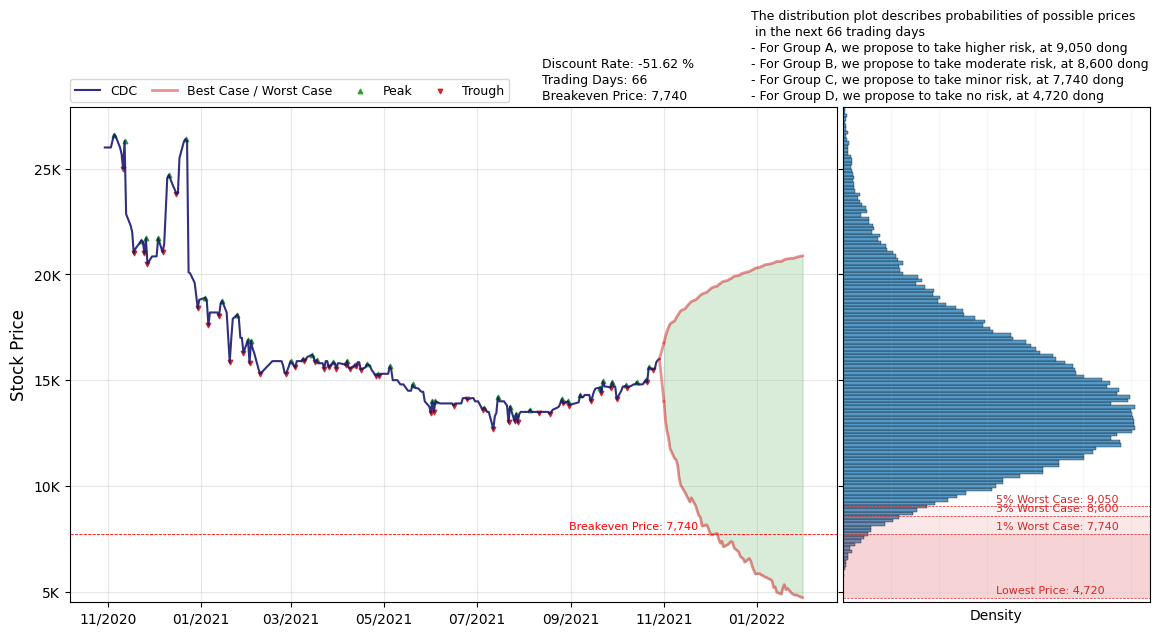 The distribution plot describes probabilities of possible prices
in the next 66 trading days
- For Group A, we propose to take higher risk, at 9,050 dong
- For Group B, we propose to take moderate risk, at 8,600 dong
- For Group C, we propose to take minor risk, at 7,740 dong
- For Group D, we propose to take no risk, at 4,720 dong
Discount Rate: -51.62 %
Trading Days: 66
Breakeven Price: 7,740
CDC
Best Case / Worst Case
Peak
Trough
Stock Price
25K
20K
15K
10K
5K
Breakeven Price: 7,740
11/2020
01/2021
03/2021
05/2021
07/2021
09/2021
11/2021
01/2022
5% Worst Case: 9,050
3% Worst Case: 8,600
1% Worst Case: 7,740
Lowest Price: 4,720
Density